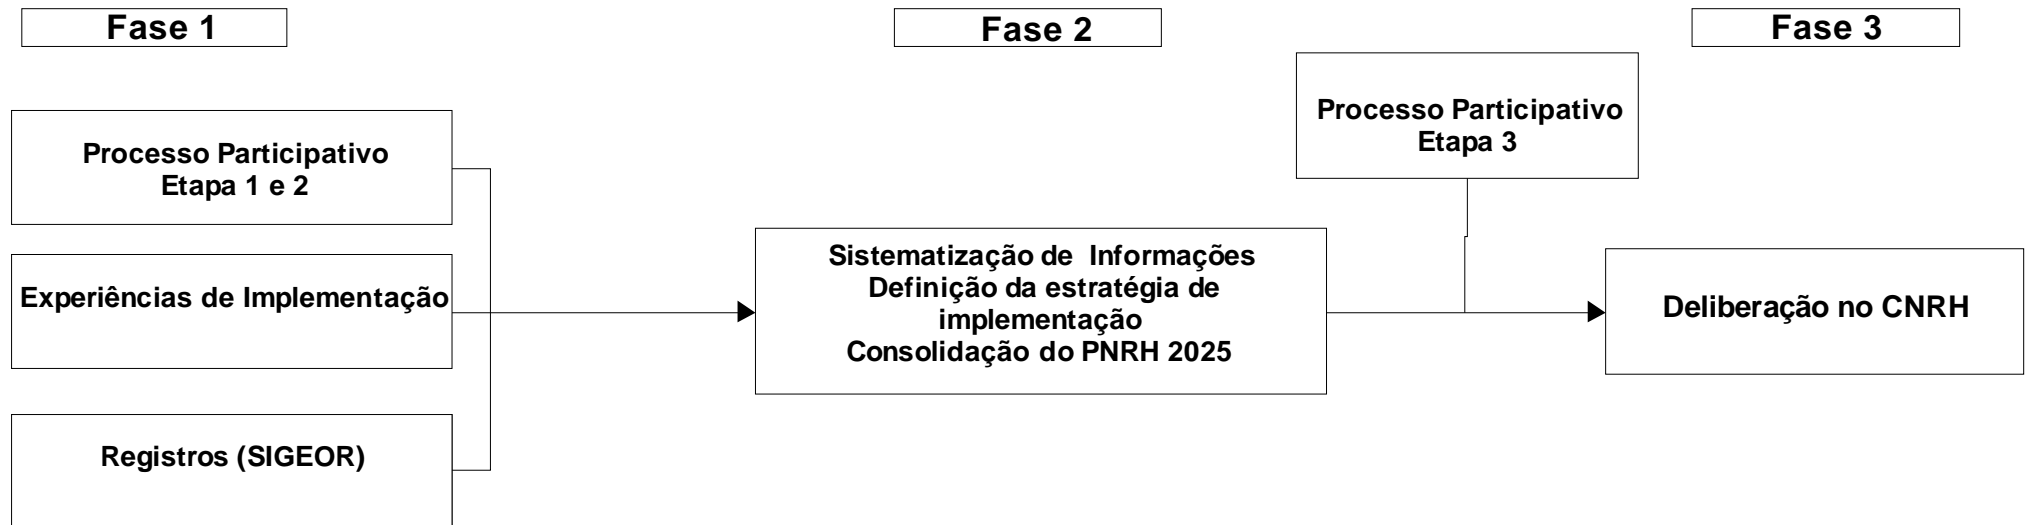 Fase 1
Fase 2
Fase 3
Processo Participativo
Etapa 3
Processo Participativo
Etapa 1 e 2
Experiências de Implementação
Registros (SIGEOR)
Sistematização de Informações
Definição da estratégia de
implementação
Consolidação do PNRH 2025
Deliberação no CNRH